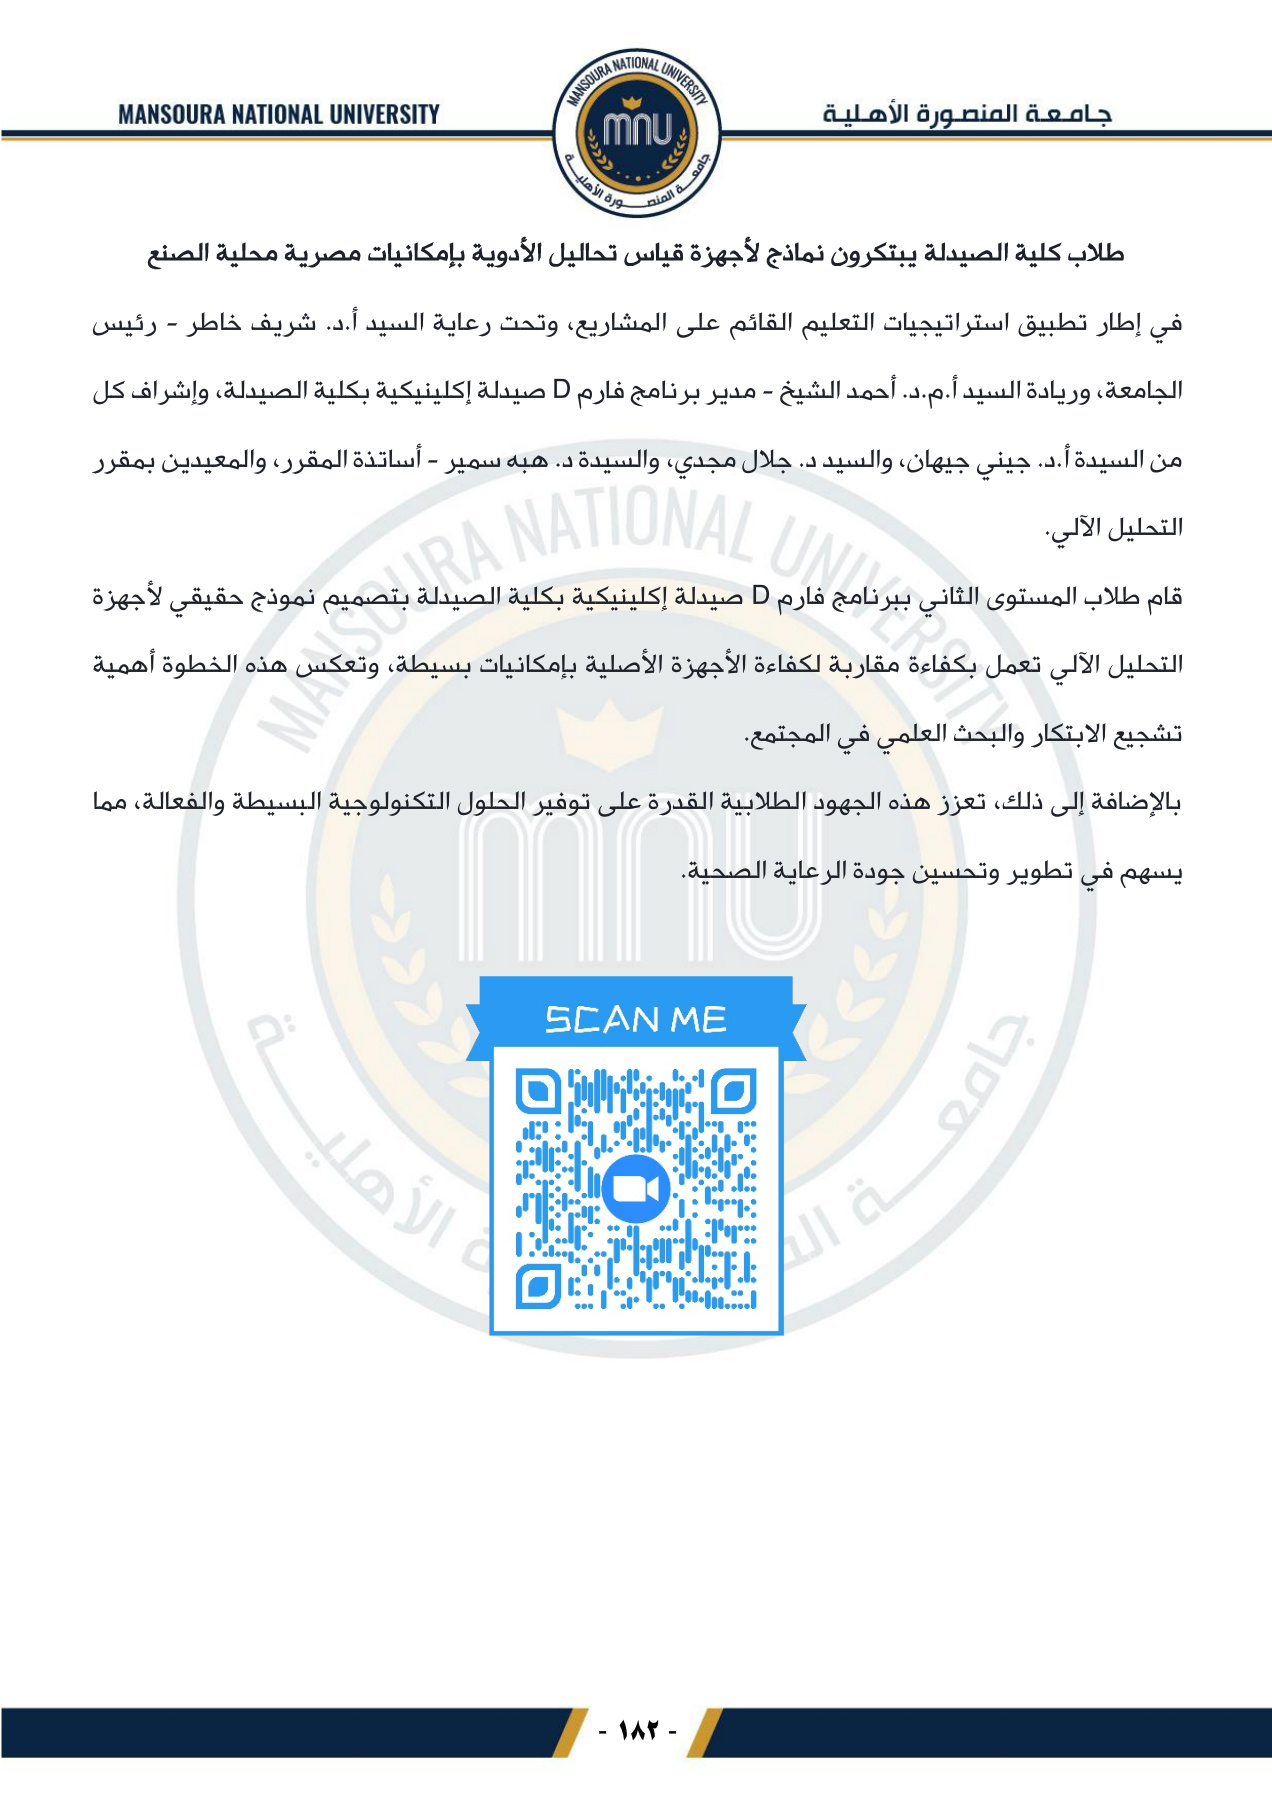 MANSOURA NATIONAL UNIVERSITY
جامعة المنصورة الأهلية
MANSOURA NATIONAL UNIVERSITY
mnu
جامعة المنصورة الأهلية
طلاب كلية الصيدلة يبتكرون نماذج لأجهزة قياس تحاليل الأدوية بإمكانيات مصرية محلية الصنع
في إطار تطبيق استراتيجيات التعليم القائم على المشاريع، وتحت رعاية السيد أ.د. شريف خاطر - رئيس
الجامعة، وريادة السيد أ.م.د. أحمد الشيخ - مدير برنامج فارم D صيدلة إكلينيكية بكلية الصيدلة، وإشراف كل
من السيدة أ.د. جيني جيهان، والسيد د. جلال مجدي، والسيدة د. هبه سمير - أساتذة المقرر، والمعيدين بمقرر
التحليل الآلي.
قام طلاب المستوى الثاني ببرنامج فارم D صيدلة إكلينيكية بكلية الصيدلة بتصميم نموذج حقيقي لأجهزة
التحليل الآلي تعمل بكفاءة مقاربة لكفاءة الأجهزة الأصلية بإمكانيات بسيطة، وتعكس هذه الخطوة أهمية
تشجيع الابتكار والبحث العلمي في المجتمع.
بالإضافة إلى ذلك، تعزز هذه الجهود الطلابية القدرة على توفير الحلول التكنولوجية البسيطة والفعالة، مما
يسهم في تطوير وتحسين جودة الرعاية الصحية.
SCAN ME
- ١٨٢ -